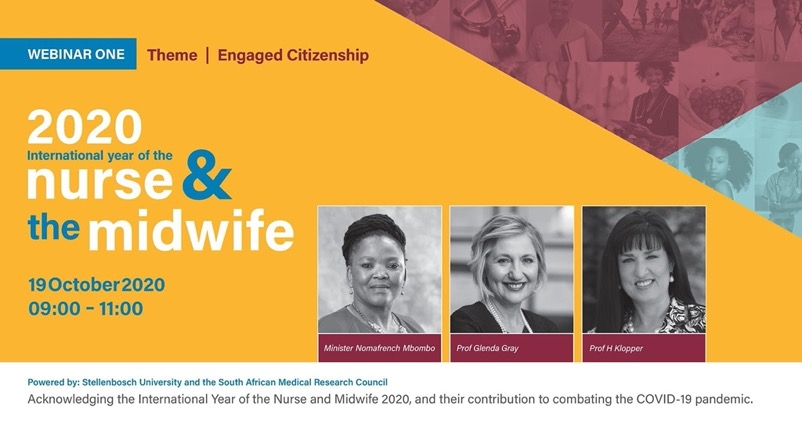 WEBINAR ONE
Theme | Engaged Citizenship
2020
International year of the
nurse &
the midwife
19 October 2020
09:00 – 11:00
Minister Nomafrench Mbombo
Prof Glenda Gray
Prof H Klopper
Powered by: Stellenbosch University and the South African Medical Research Council
Acknowledging the International Year of the Nurse and Midwife 2020, and their contribution to combating the COVID-19 pandemic.